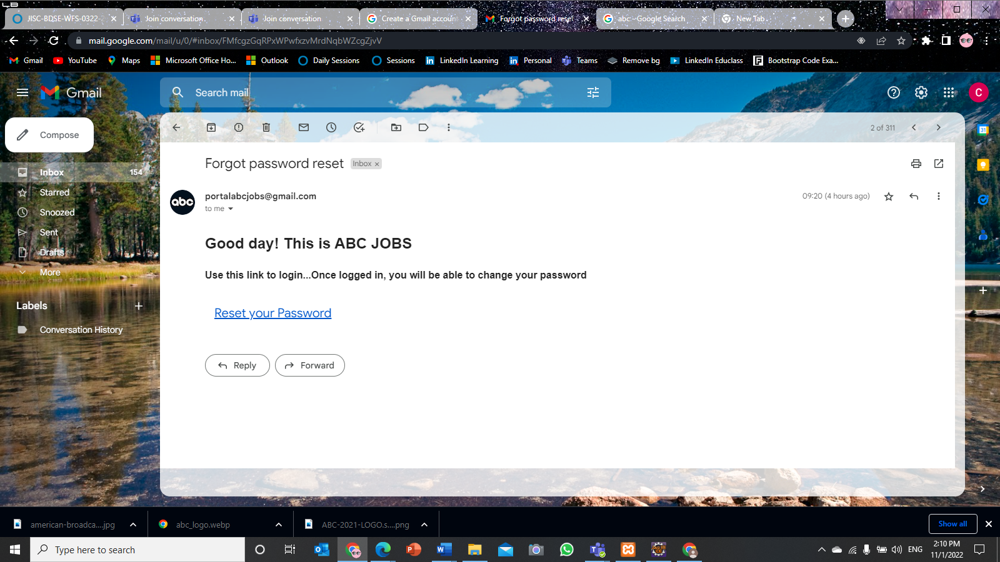 JISC-BDSE-WFS-0322-2
Join conversation
Join conversation
Create a Gmail account
Forgot password reset
abc - Google Search
New Tab
mail.google.com/mail/u/0/#inbox/FMfcgzGqRPxWPwfxzvMrdNqbWZcgZjvV
Gmail
YouTube
Maps
Microsoft Office Ho...
Outlook
Daily Sessions
Sessions
LinkedIn Learning
Personal
Teams
Remove bg
LinkedIn Educlass
Bootstrap Code Exa...
Gmail
Search mail
C
Compose
2 of 311
31
Inbox 154
Starred
Snoozed
Sent
Drafts
More
Labels
Conversation History
Forgot password reset Inbox x
abc
portalabcjobs@gmail.com
to me
09:20 (4 hours ago)
Good day! This is ABC JOBS
Use this link to login...Once logged in, you will be able to change your password
Reset your Password
Reply
Forward
american-broadca....jpg
abc_logo.webp
ABC-2021-LOGO.s....png
Show all
Type here to search
ENG
2:10 PM
11/1/2022